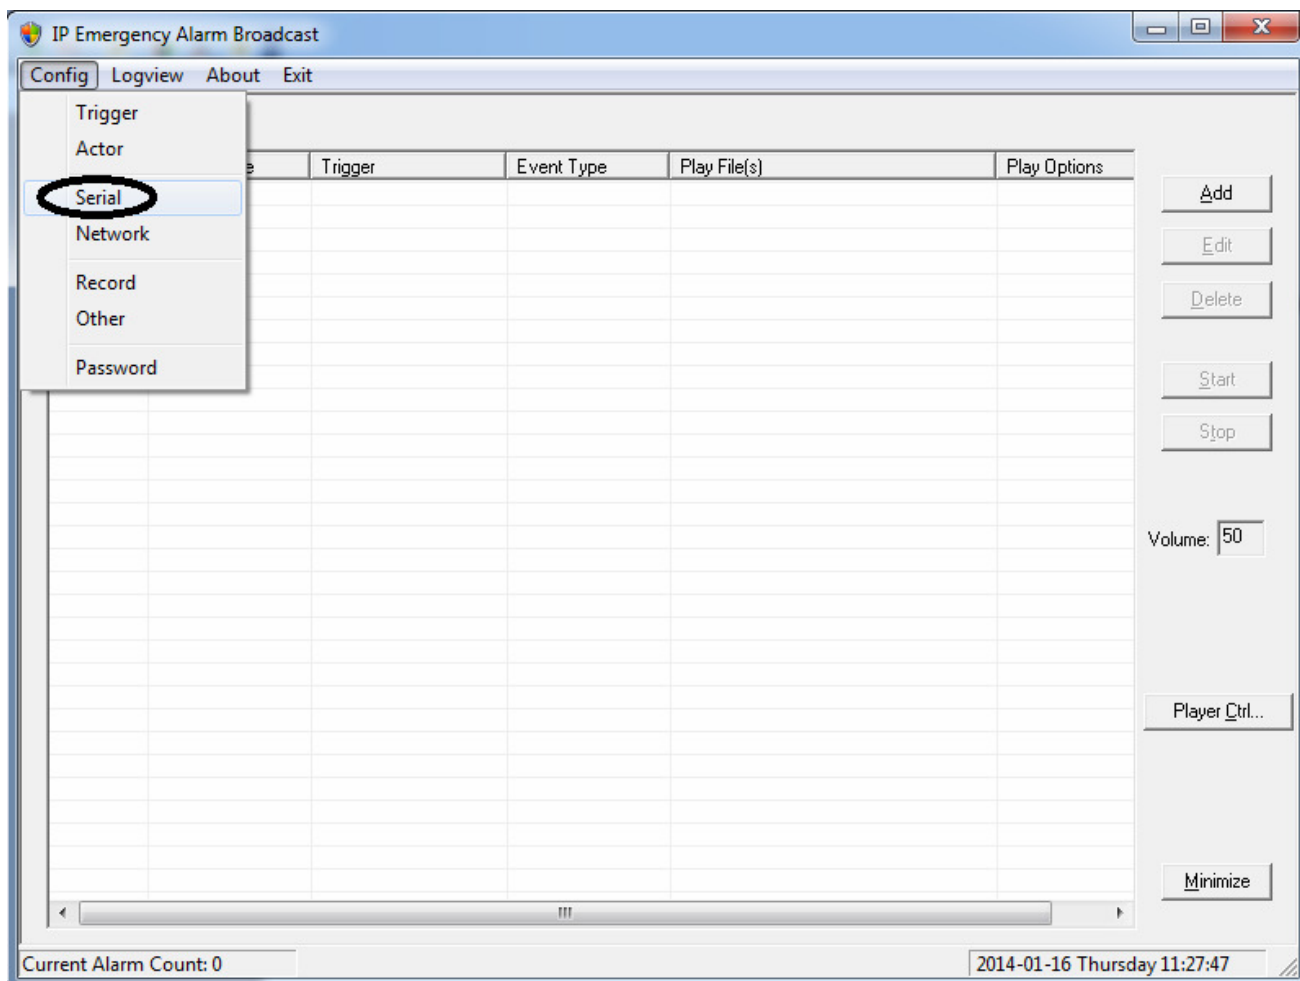 IP Emergency Alarm Broadcast
Config Logview About Exit
Trigger
Actor
Serial
Network
Record
Other
Password
e Trigger Event Type Play File(s) Play Options
Add
Edit
Delete
Start
Stop
Volume: 50
Player Ctrl...
Minimize
Current Alarm Count: 0 2014-01-16 Thursday 11:27:47